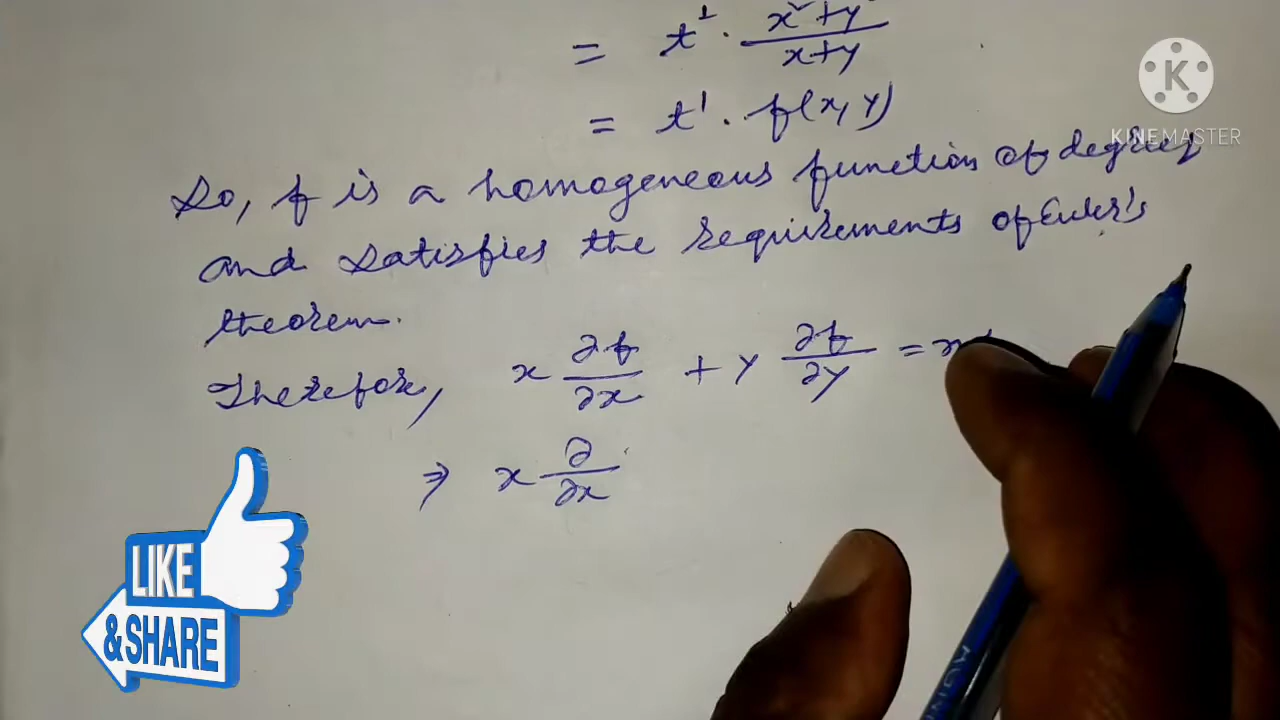 = t¹ · x²+y² / x+y
= t¹ · f(x, y)
So, f is a homogeneous function of degree 1
and satisfies the requirements of Euler's
theorem.
Therefore, x ∂f/∂x + y ∂f/∂y = n
⇒ x ∂/∂x
K
KINEMASTER
LIKE
& SHARE